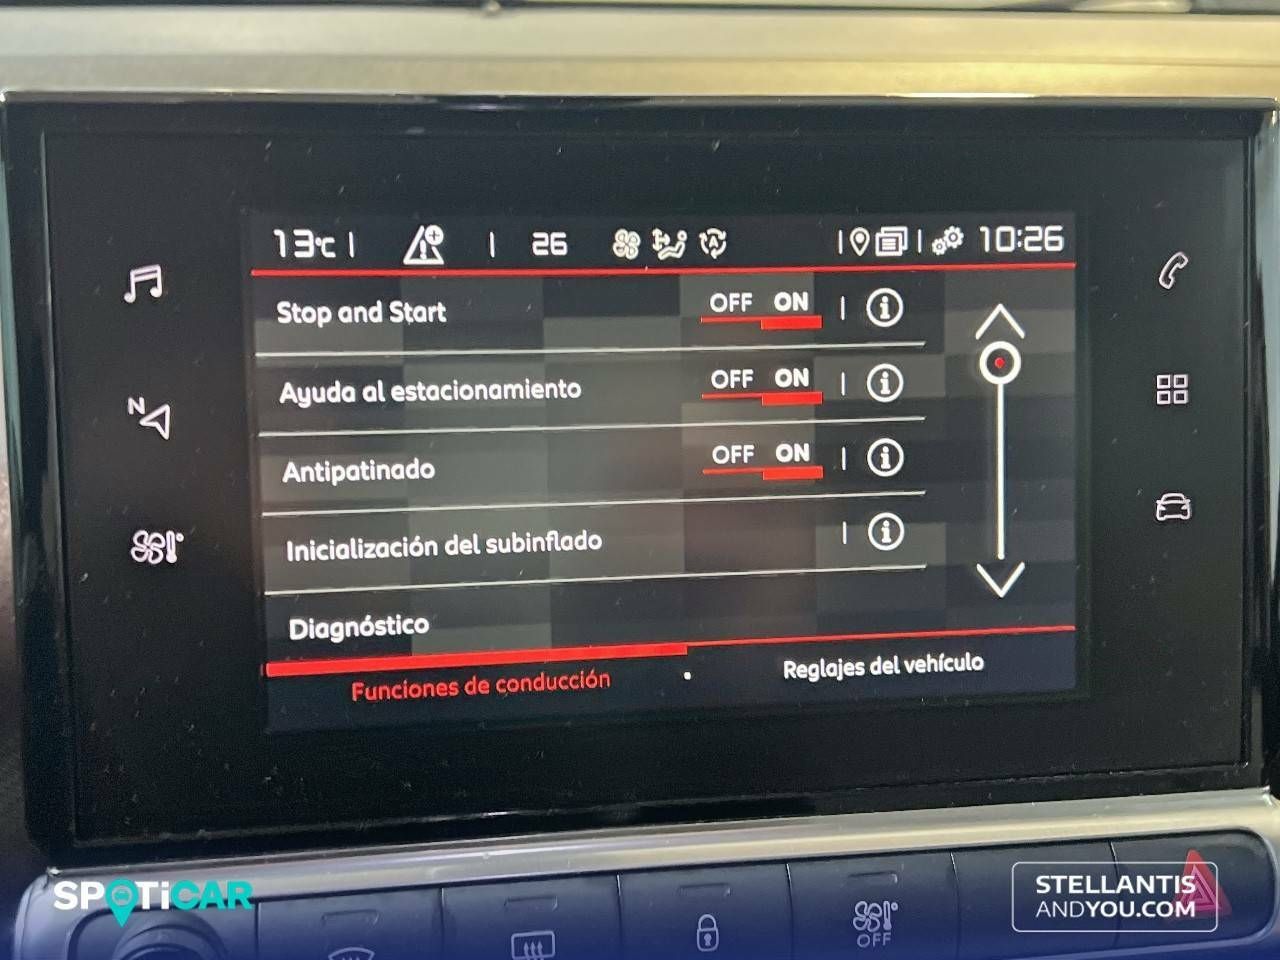 13°C 26 10:26
Stop and Start OFF ON
Ayuda al estacionamiento OFF ON
Antipatinado OFF ON
Inicialización del subinflado
Diagnóstico
Funciones de conducción Reglajes del vehículo
N
OFF
SPOTiCAR
STELLANTIS
ANDYOU.COM